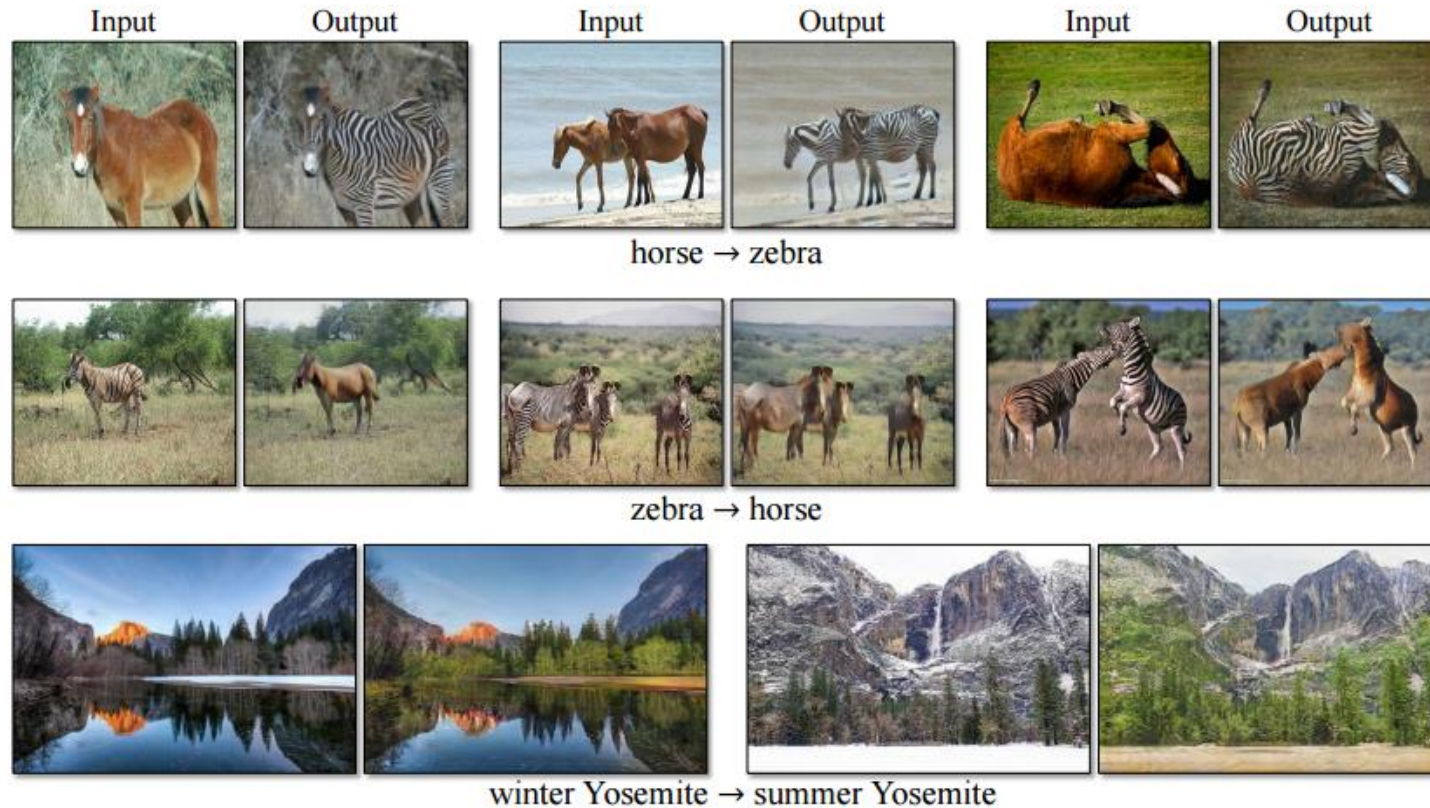 Input Output Input Output Input Output
horse → zebra
zebra → horse
winter Yosemite → summer Yosemite